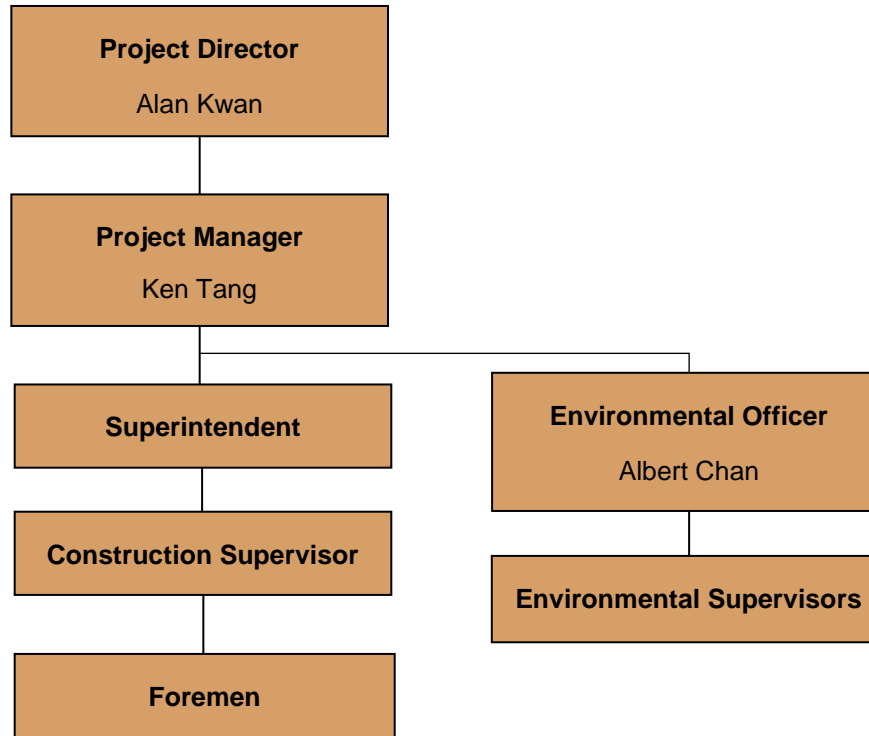 Project Director
Alan Kwan
Project Manager
Ken Tang
Superintendent
Environmental Officer
Albert Chan
Construction Supervisor
Environmental Supervisors
Foremen